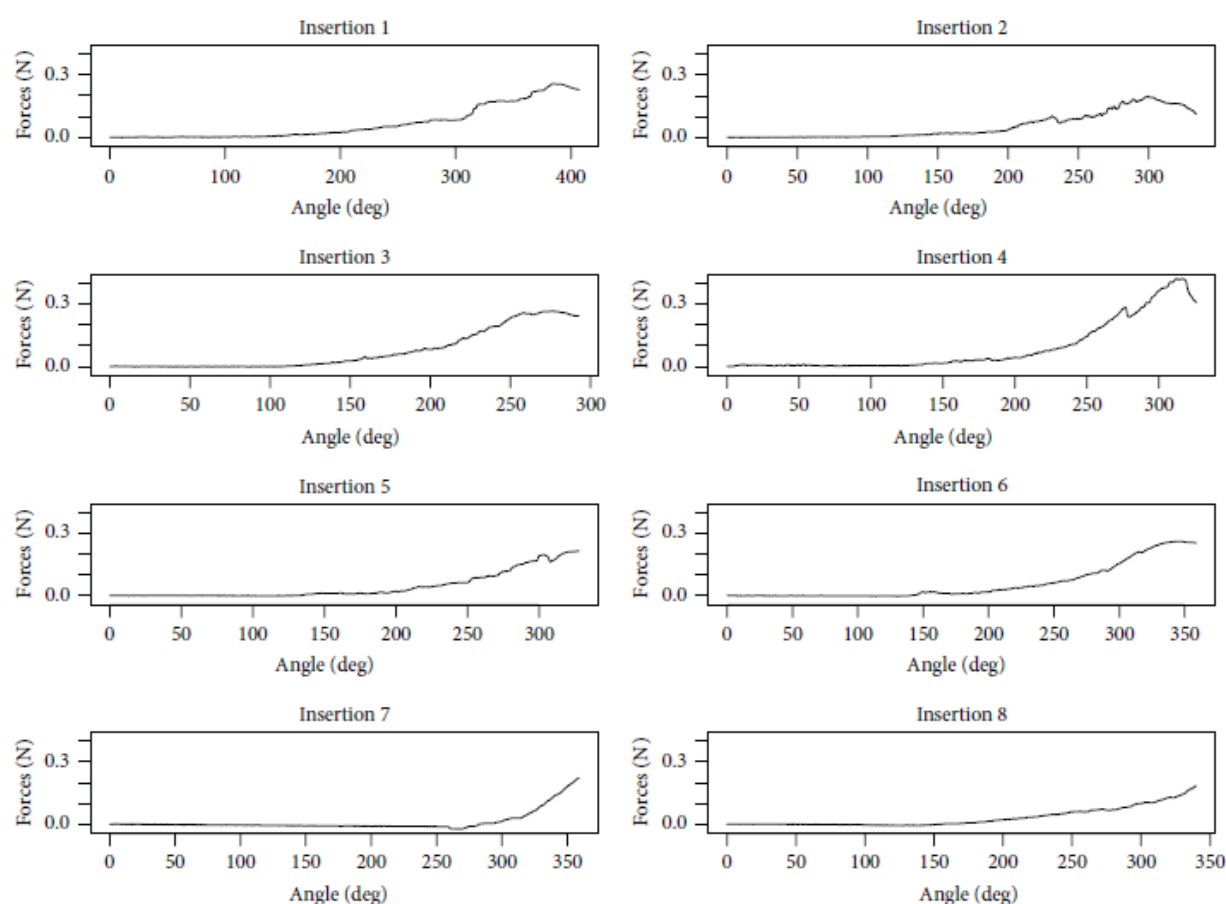 Insertion 1
Forces (N)
0.3
0.0
0 100 200 300 400
Angle (deg)
Insertion 2
Forces (N)
0.3
0.0
0 50 100 150 200 250 300
Angle (deg)
Insertion 3
Forces (N)
0.3
0.0
0 50 100 150 200 250 300
Angle (deg)
Insertion 4
Forces (N)
0.3
0.0
0 50 100 150 200 250 300
Angle (deg)
Insertion 5
Forces (N)
0.3
0.0
0 50 100 150 200 250 300
Angle (deg)
Insertion 6
Forces (N)
0.3
0.0
0 50 100 150 200 250 300 350
Angle (deg)
Insertion 7
Forces (N)
0.3
0.0
0 50 100 150 200 250 300 350
Angle (deg)
Insertion 8
Forces (N)
0.3
0.0
0 50 100 150 200 250 300 350
Angle (deg)